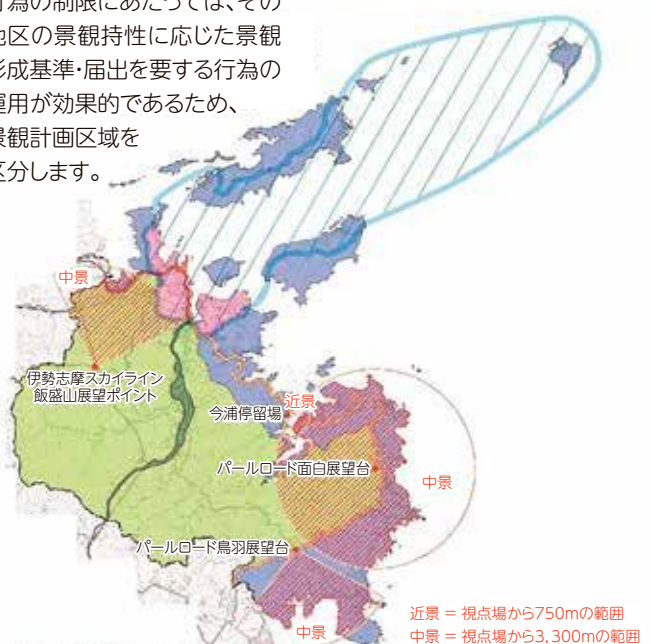 行為の制限にあたっては、その
地区の景観特性に応じた景観
形成基準・届出を要する行為の
運用が効果的であるため、
景観計画区域を
区分します。
中景
伊勢志摩スカイライン
飯盛山展望ポイント
今浦停留場
近景
パールロード面白展望台
中景
パールロード鳥羽展望台
中景
近景 = 視点場から750mの範囲
中景 = 視点場から3,300mの範囲